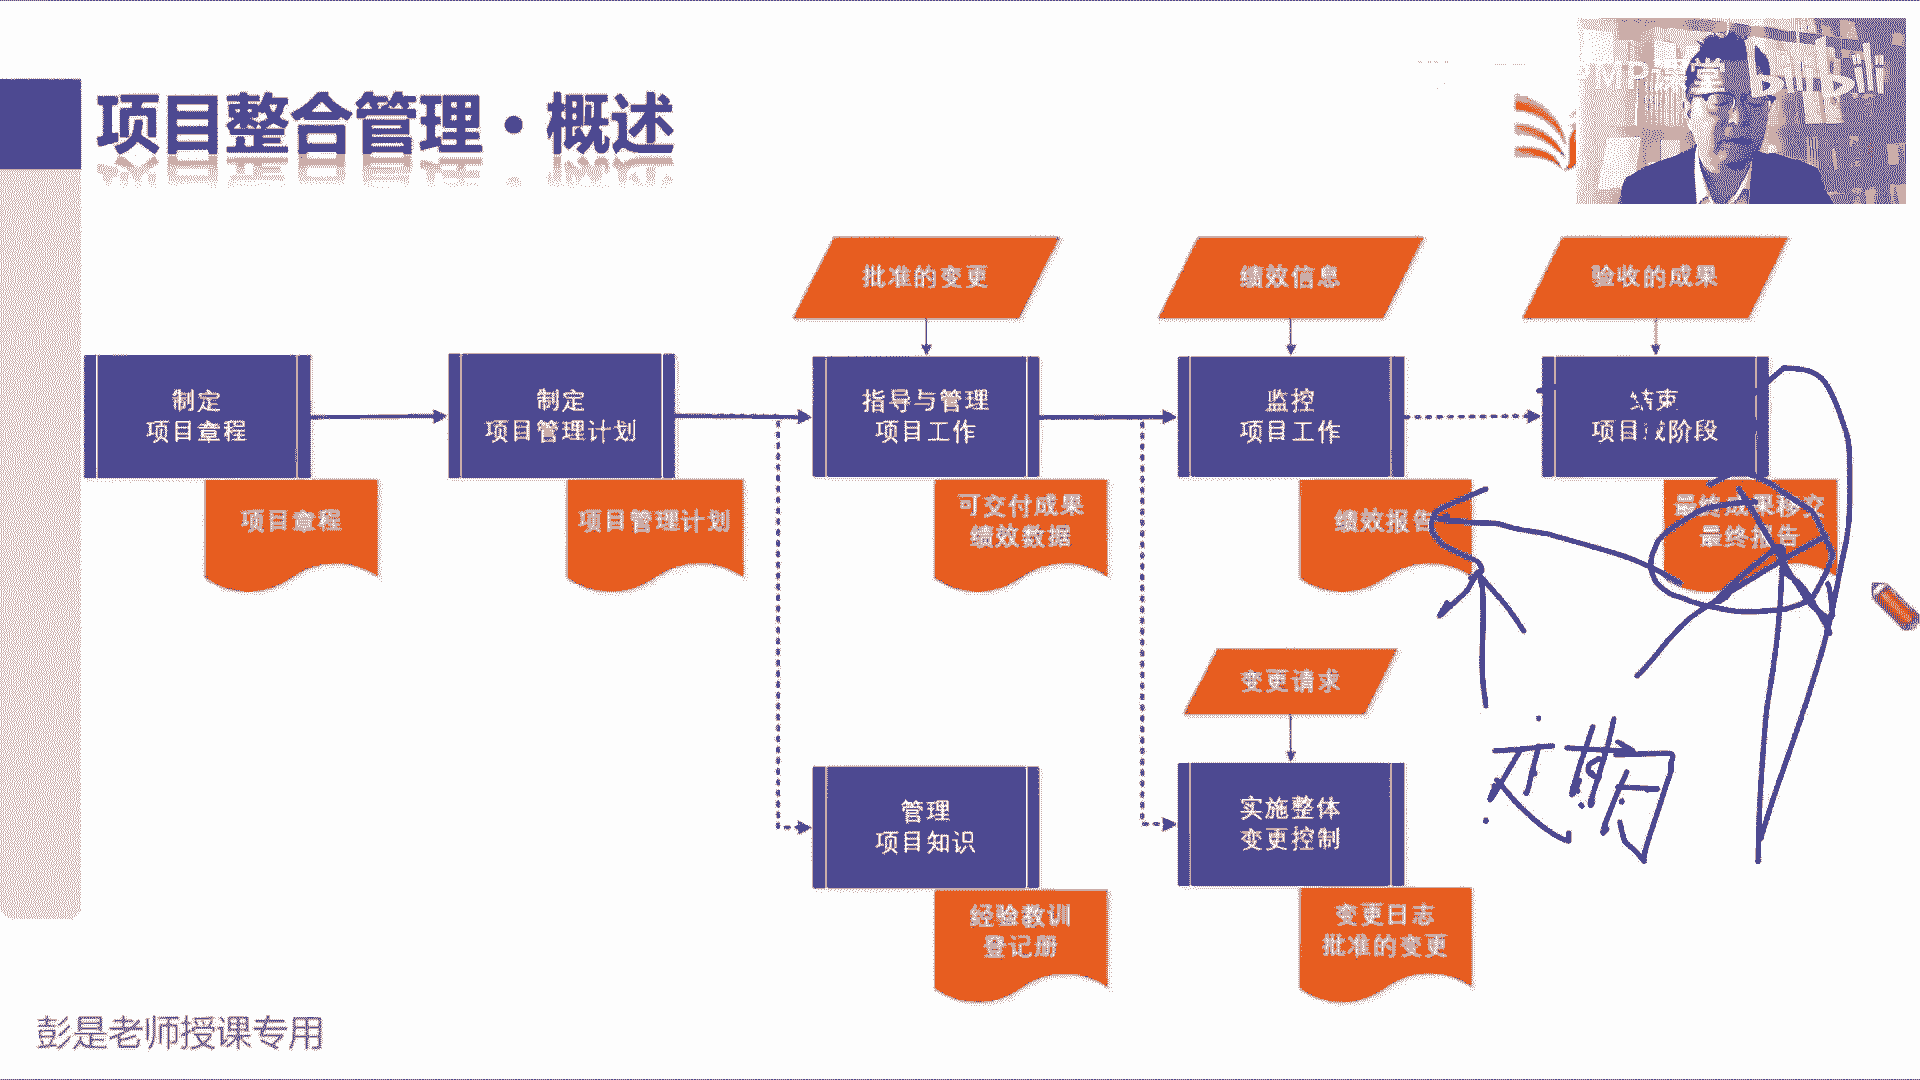 PMP课堂 bilibili
项目整合管理·概述
批准的变更
绩效信息
验收的成果
制定
项目章程
制定
项目管理计划
指导与管理
项目工作
监控
项目工作
结束
项目或阶段
项目章程
项目管理计划
可交付成果
绩效数据
绩效报告
最终成果移交
最终报告
变更请求
定期
管理
项目知识
实施整体
变更控制
经验教训
登记册
变更日志
批准的变更
彭是老师授课专用